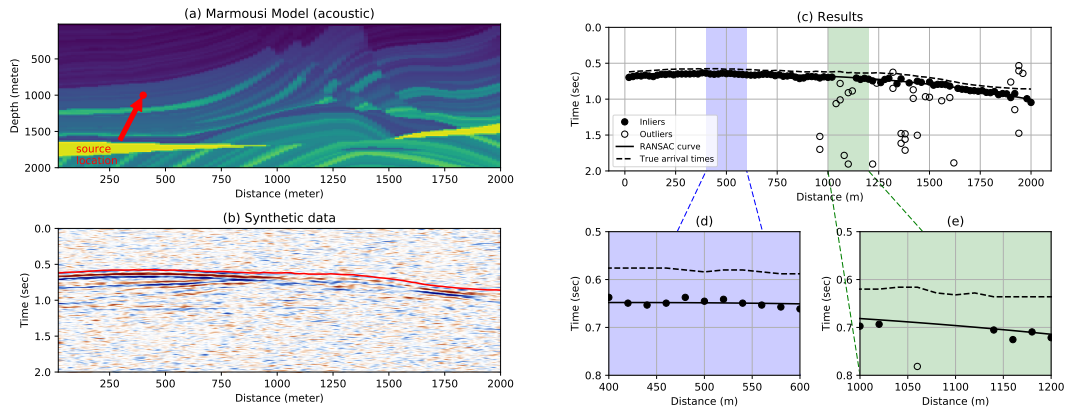 (a) Marmousi Model (acoustic)
Depth (meter)
500
1000
1500
2000
source
location
250
500
750
1000
1250
1500
1750
2000
Distance (meter)
(b) Synthetic data
Time (sec)
0.0
0.5
1.0
1.5
2.0
250
500
750
1000
1250
1500
1750
2000
Distance (meter)
(c) Results
Time (sec)
0.0
0.5
1.0
1.5
2.0
Inliers
Outliers
RANSAC curve
True arrival times
0
250
500
750
1000
1250
1500
1750
2000
Distance (m)
(d)
Time (sec)
0.5
0.6
0.7
0.8
400
450
500
550
600
Distance (m)
(e)
Time (sec)
0.5
0.6
0.7
0.8
1000
1050
1100
1150
1200
Distance (m)